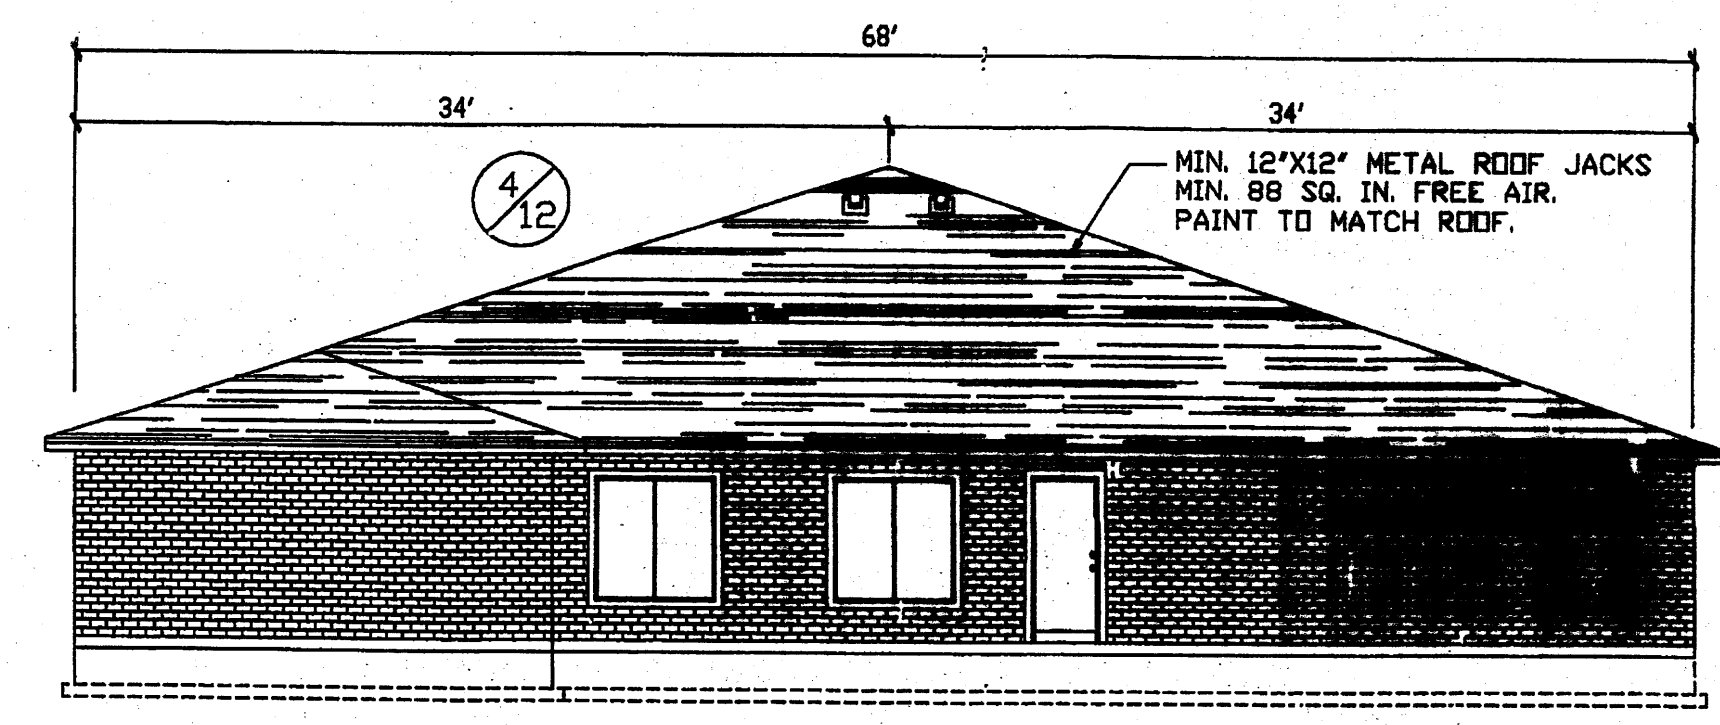 68'
34'
34'
4/12
MIN. 12"X12" METAL ROOF JACKS
MIN. 88 SQ. IN. FREE AIR.
PAINT TO MATCH ROOF.